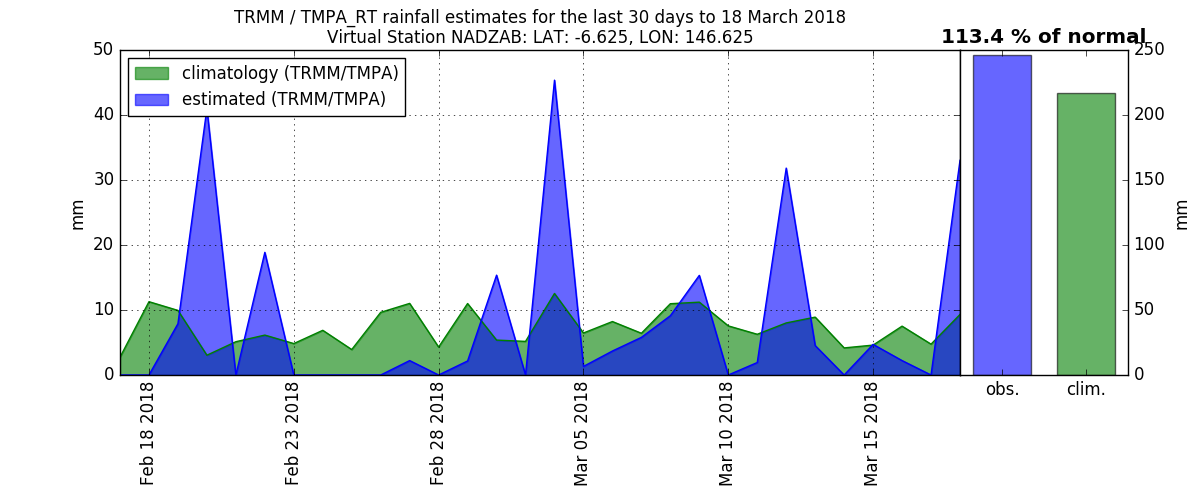 TRMM / TMPA_RT rainfall estimates for the last 30 days to 18 March 2018
Virtual Station NADZAB: LAT: -6.625, LON: 146.625
113.4 % of normal
climatology (TRMM/TMPA)
estimated (TRMM/TMPA)
50
40
30
20
10
0
mm
250
200
150
100
50
0
mm
obs.
clim.
Feb 18 2018
Feb 23 2018
Feb 28 2018
Mar 05 2018
Mar 10 2018
Mar 15 2018